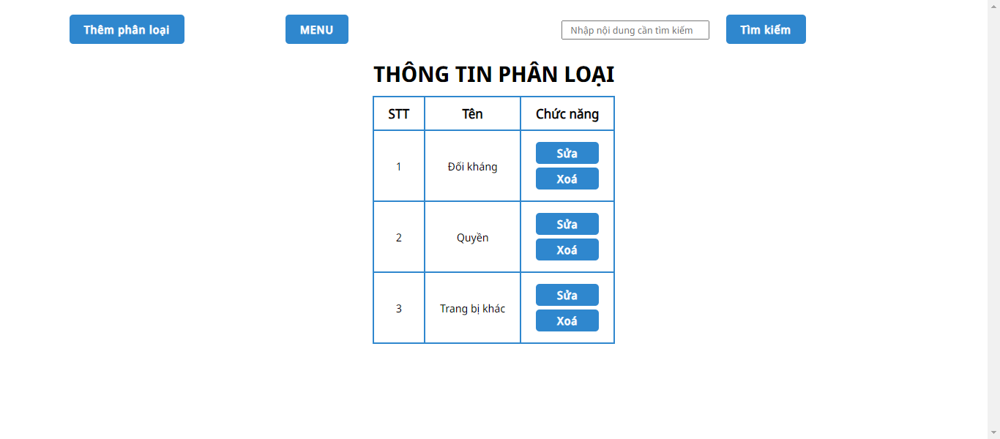 Thêm phân loại
MENU
Nhập nội dung cần tìm kiếm
Tìm kiếm
THÔNG TIN PHÂN LOẠI
STT Tên Chức năng
1 Đối kháng Sửa
Xoá
2 Quyền Sửa
Xoá
3 Trang bị khác Sửa
Xoá